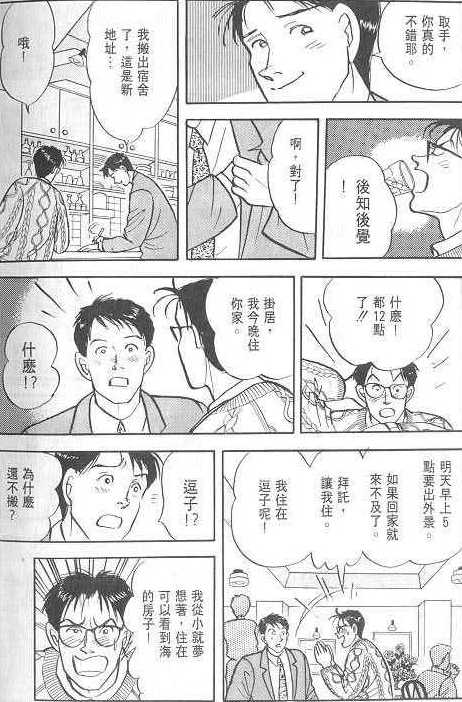 取手，
你真的
不錯耶。
後知後覺
！
啊，對了！
我搬出宿舍
了，這是新
地址…
哦！
什麽！
都12點
了!!
掛居，
我今晚住
你家。
什麽!?
明天早上5
點要出外景。
如果回家就
來不及了。
拜託，
讓我住。
我住在
逗子呢！
逗子!?
為什麽
還不搬？
我從小就夢
想著，住在
可以看到海
的房子！